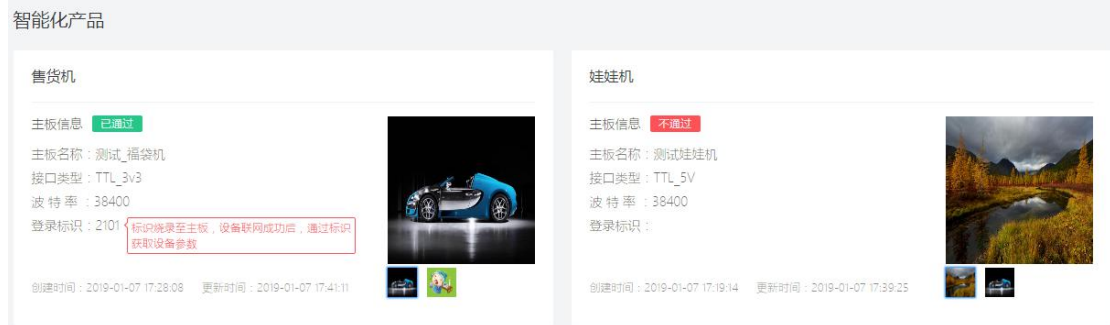 智能化产品
售货机
主板信息 已通过
主板名称：测试_福袋机
接口类型：TTL_3v3
波 特 率 ：38400
登录标识：2101
标识烧录至主板，设备联网成功后，通过标识
获取设备参数
创建时间：2019-01-07 17:28:08 更新时间：2019-01-07 17:41:11
娃娃机
主板信息 不通过
主板名称：测试娃娃机
接口类型：TTL_5V
波 特 率 ：38400
登录标识：
创建时间：2019-01-07 17:19:14 更新时间：2019-01-07 17:39:25